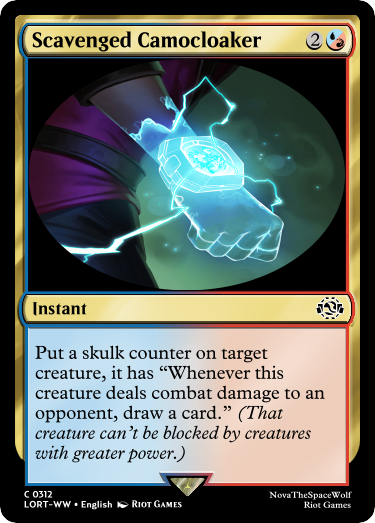 Scavenged Camocloaker 2
Instant
Put a skulk counter on target
creature, it has “Whenever this
creature deals combat damage to an
opponent, draw a card.” (That
creature can't be blocked by creatures
with greater power.)
C 0312
LORT-WW • English RIOT GAMES
NovaTheSpaceWolf
Riot Games